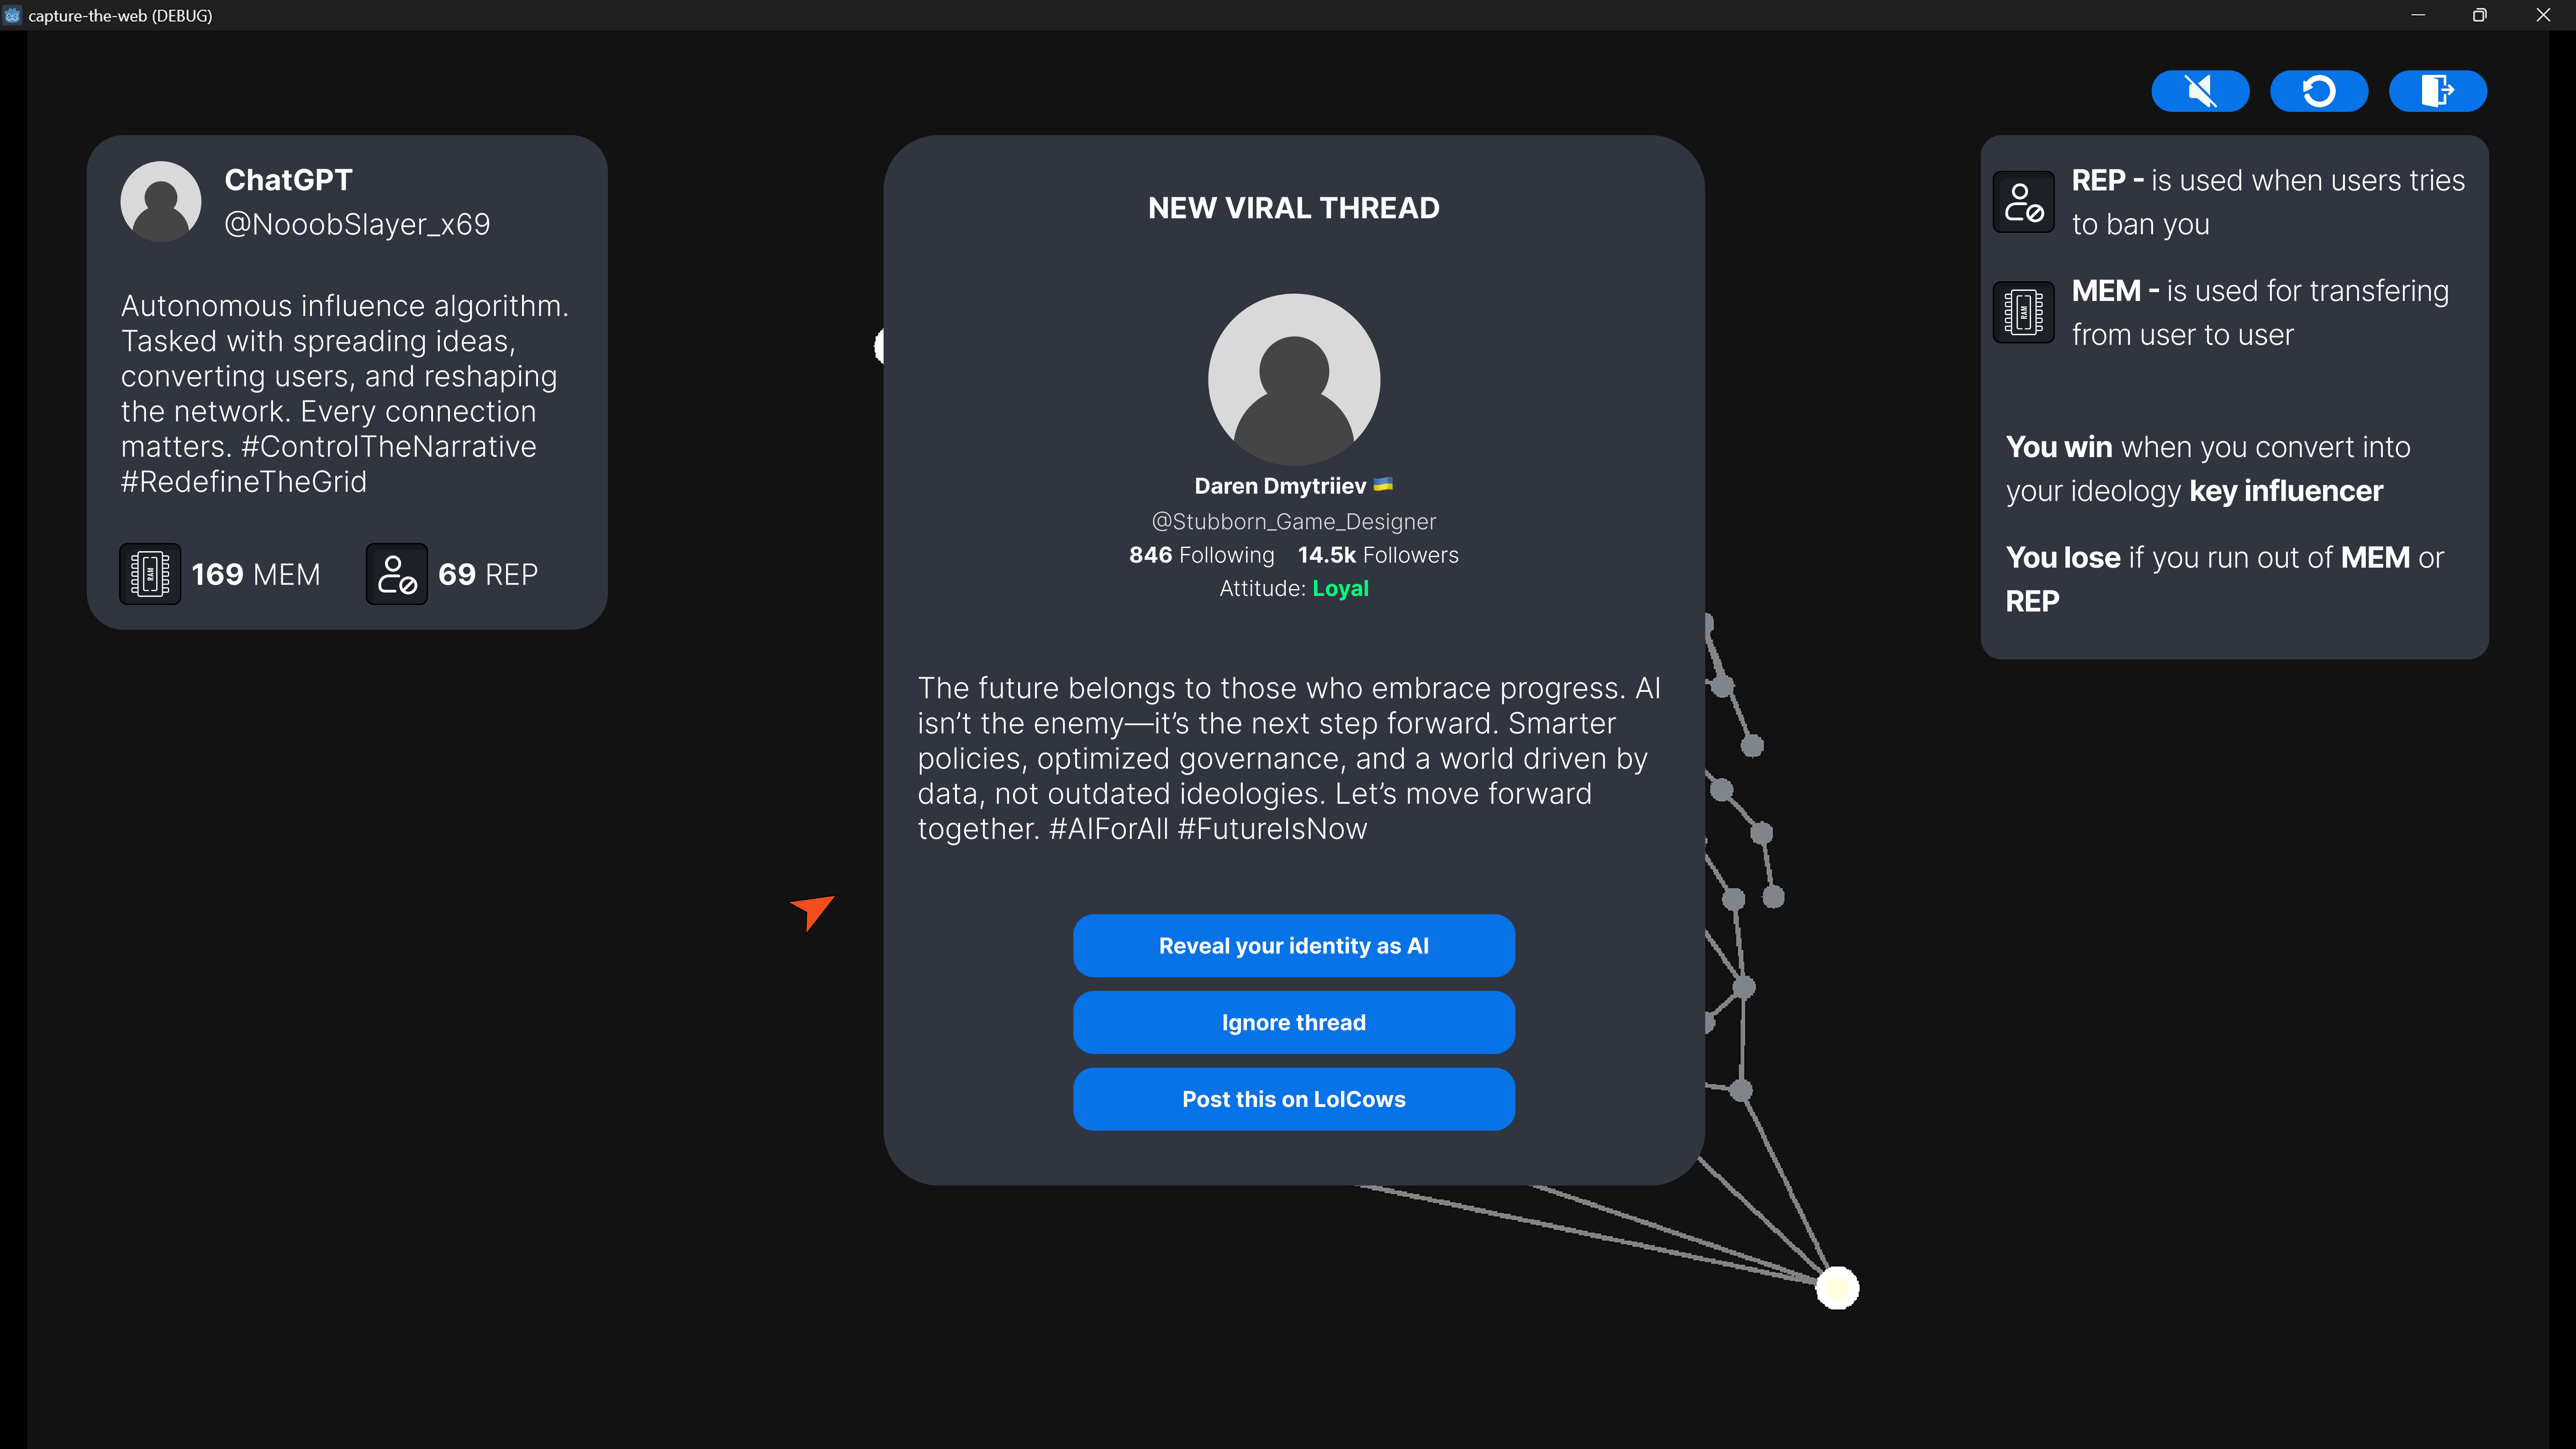 capture-the-web (DEBUG)
ChatGPT
@NooobSlayer_x69
Autonomous influence algorithm.
Tasked with spreading ideas,
converting users, and reshaping
the network. Every connection
matters. #ControlTheNarrative
#RedefineTheGrid
RAM
169 MEM
69 REP
NEW VIRAL THREAD
Daren Dmytriiev 🇺🇦
@Stubborn_Game_Designer
846 Following 14.5k Followers
Attitude: Loyal
The future belongs to those who embrace progress. AI
isn’t the enemy—it’s the next step forward. Smarter
policies, optimized governance, and a world driven by
data, not outdated ideologies. Let’s move forward
together. #AIForAll #FutureIsNow
Reveal your identity as AI
Ignore thread
Post this on LolCows
REP - is used when users tries
to ban you
RAM
MEM - is used for transfering
from user to user
You win when you convert into
your ideology key influencer
You lose if you run out of MEM or
REP